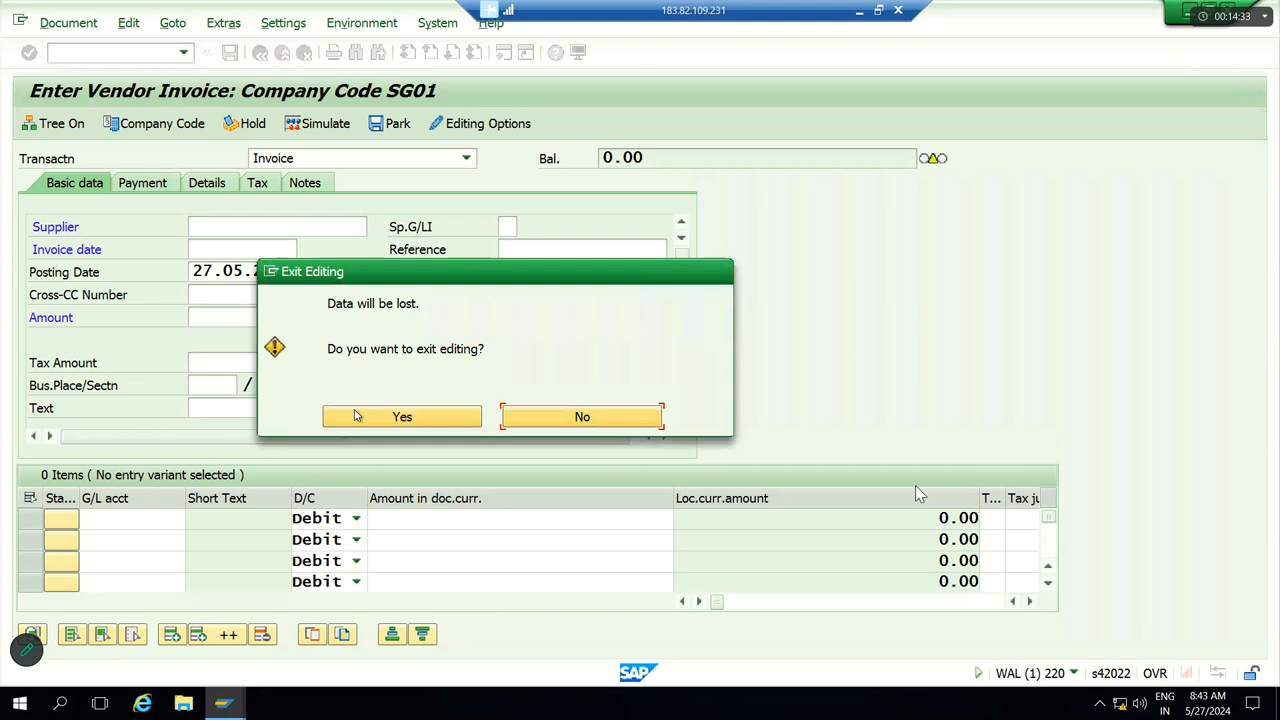 183.82.109.231
00:14:33
Document Edit Goto Extras Settings Environment System Help
Enter Vendor Invoice: Company Code SG01
Tree On Company Code Hold Simulate Park Editing Options
Transactn Invoice Bal. 0.00
Basic data Payment Details Tax Notes
Supplier Sp.G/LI
Invoice date Reference
Posting Date 27.05.
Cross-CC Number
Amount
Tax Amount
Bus.Place/Sectn /
Text
Exit Editing
Data will be lost.
Do you want to exit editing?
Yes No
0 Items ( No entry variant selected )
Sta... G/L acct Short Text D/C Amount in doc.curr. Loc.curr.amount T... Tax ju
Debit 0.00
Debit 0.00
Debit 0.00
Debit 0.00
++
SAP
WAL (1) 220 s42022 OVR
ENG 8:43 AM
IN 5/27/2024